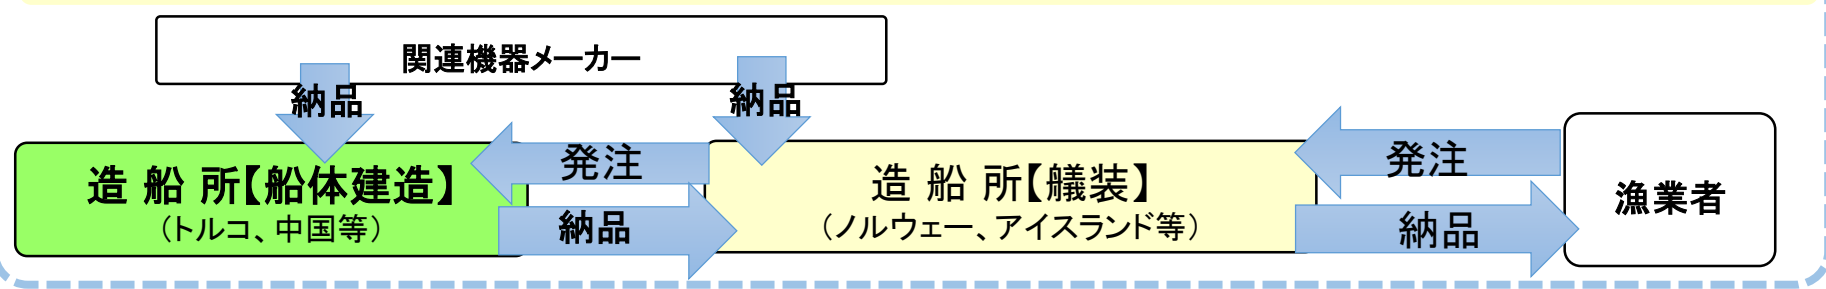 関連機器メーカー
納品
納品
造 船 所【船体建造】
（トルコ、中国等）
発注
納品
造 船 所【艤装】
（ノルウェー、アイスランド等）
発注
納品
漁業者